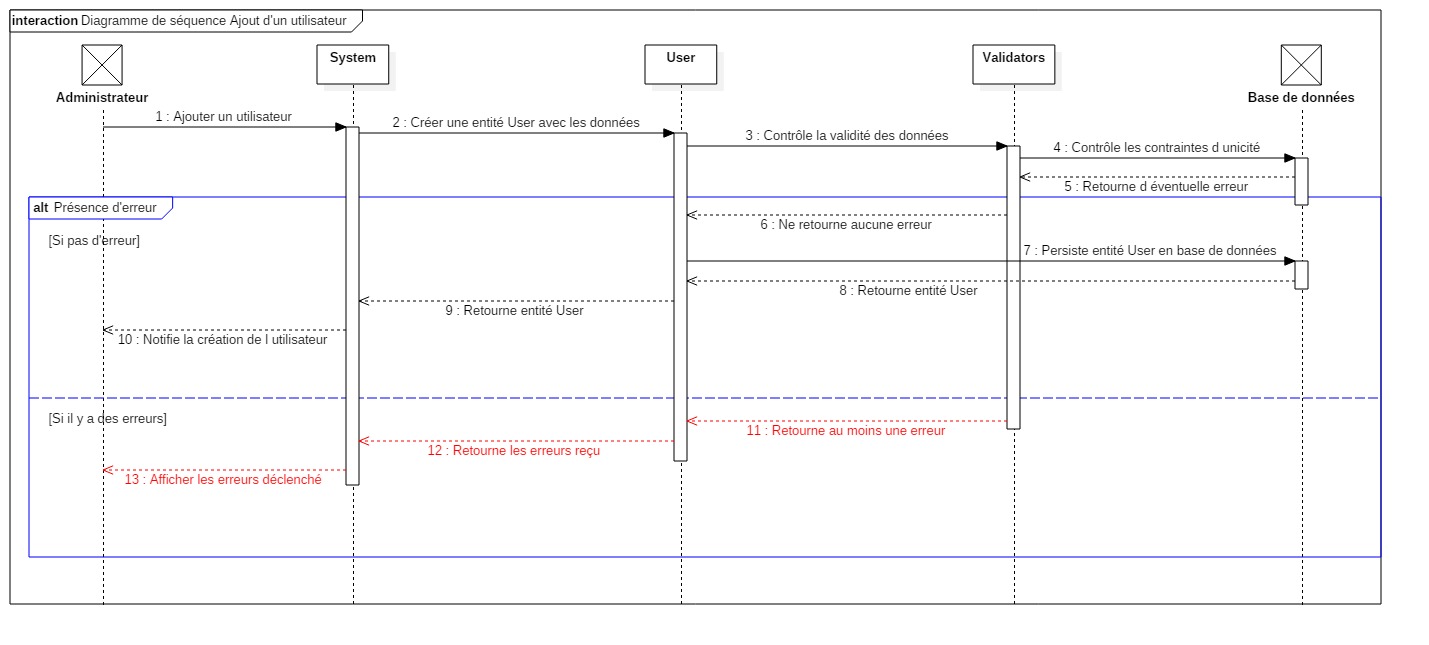 interaction Diagramme de séquence Ajout d'un utilisateur
System
User
Validators
Administrateur
Base de données
1 : Ajouter un utilisateur
2 : Créer une entité User avec les données
3 : Contrôle la validité des données
4 : Contrôle les contraintes d unicité
5 : Retourne d éventuelle erreur
alt Présence d'erreur
6 : Ne retourne aucune erreur
[Si pas d'erreur]
7 : Persiste entité User en base de données
8 : Retourne entité User
9 : Retourne entité User
10 : Notifie la création de l utilisateur
[Si il y a des erreurs]
11 : Retourne au moins une erreur
12 : Retourne les erreurs reçu
13 : Afficher les erreurs déclenché